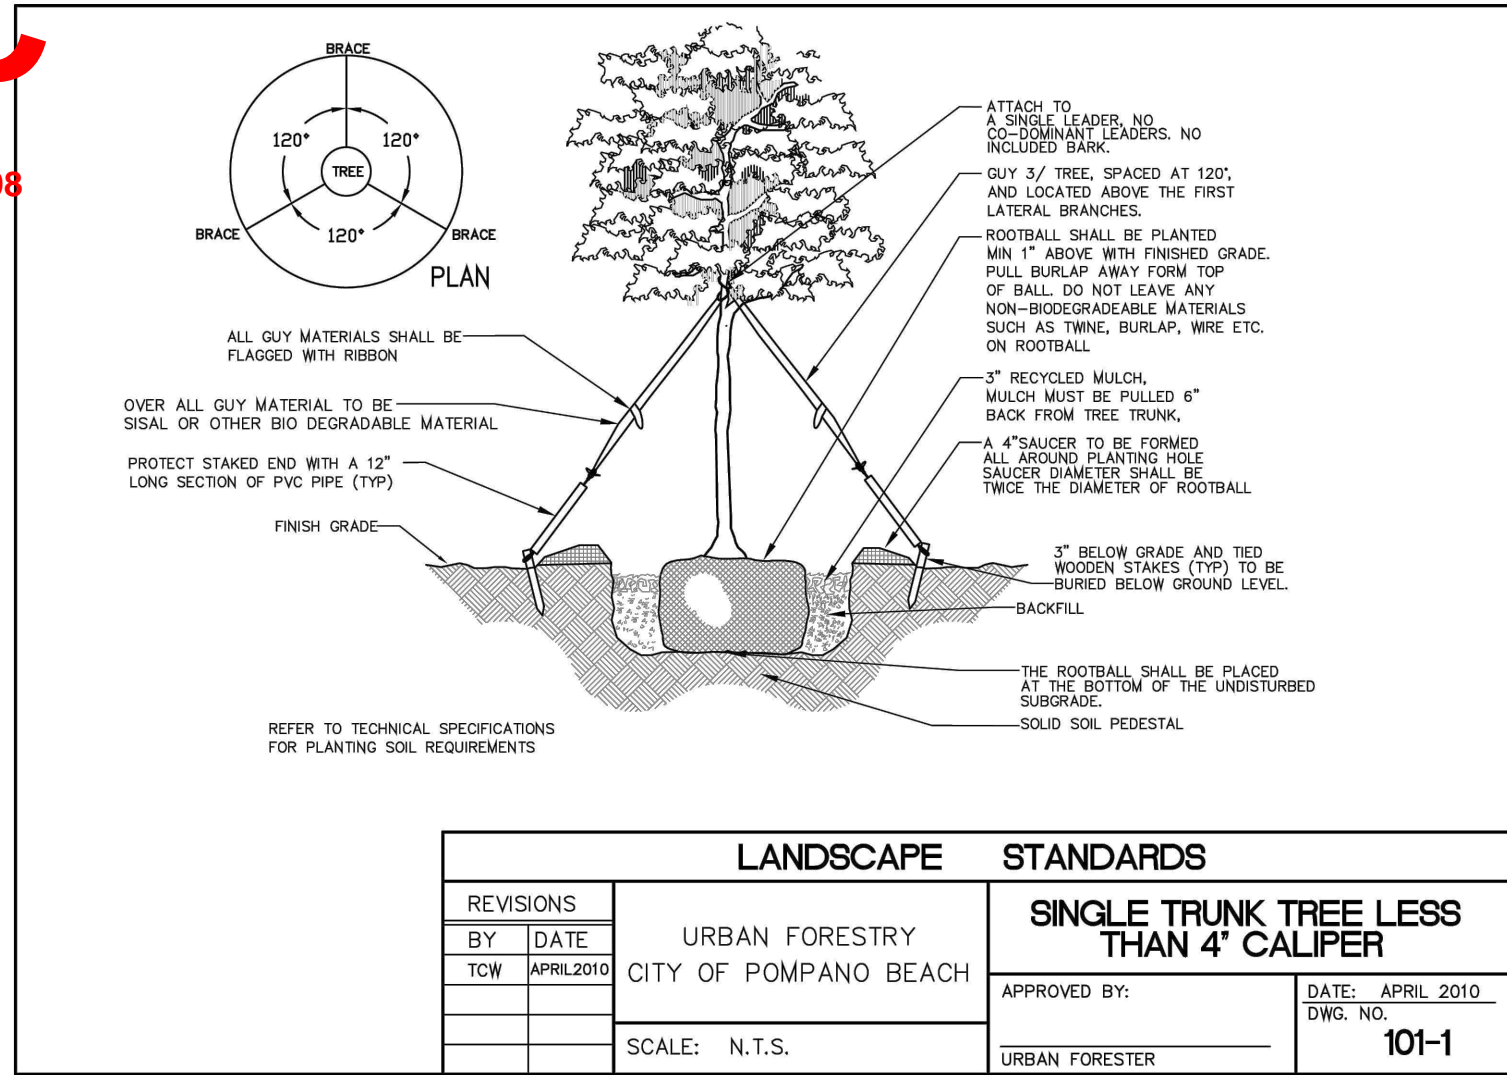 BRACE
120°
120°
TREE
BRACE
120°
BRACE
PLAN
98
ALL GUY MATERIALS SHALL BE
FLAGGED WITH RIBBON
OVER ALL GUY MATERIAL TO BE
SISAL OR OTHER BIO DEGRADABLE MATERIAL
PROTECT STAKED END WITH A 12"
LONG SECTION OF PVC PIPE (TYP)
FINISH GRADE
REFER TO TECHNICAL SPECIFICATIONS
FOR PLANTING SOIL REQUIREMENTS
ATTACH TO
A SINGLE LEADER, NO
CO-DOMINANT LEADERS. NO
INCLUDED BARK.
GUY 3/ TREE, SPACED AT 120°,
AND LOCATED ABOVE THE FIRST
LATERAL BRANCHES.
ROOTBALL SHALL BE PLANTED
MIN 1" ABOVE WITH FINISHED GRADE.
PULL BURLAP AWAY FORM TOP
OF BALL. DO NOT LEAVE ANY
NON-BIODEGRADEABLE MATERIALS
SUCH AS TWINE, BURLAP, WIRE ETC.
ON ROOTBALL
3" RECYCLED MULCH,
MULCH MUST BE PULLED 6"
BACK FROM TREE TRUNK,
A 4"SAUCER TO BE FORMED
ALL AROUND PLANTING HOLE
SAUCER DIAMETER SHALL BE
TWICE THE DIAMETER OF ROOTBALL
3" BELOW GRADE AND TIED
WOODEN STAKES (TYP) TO BE
BURIED BELOW GROUND LEVEL.
BACKFILL
THE ROOTBALL SHALL BE PLACED
AT THE BOTTOM OF THE UNDISTURBED
SUBGRADE.
SOLID SOIL PEDESTAL
LANDSCAPE STANDARDS
REVISIONS
BY DATE
TCW APRIL2010
URBAN FORESTRY
CITY OF POMPANO BEACH
SCALE: N.T.S.
SINGLE TRUNK TREE LESS
THAN 4" CALIPER
APPROVED BY:
URBAN FORESTER
DATE: APRIL 2010
DWG. NO.
101-1